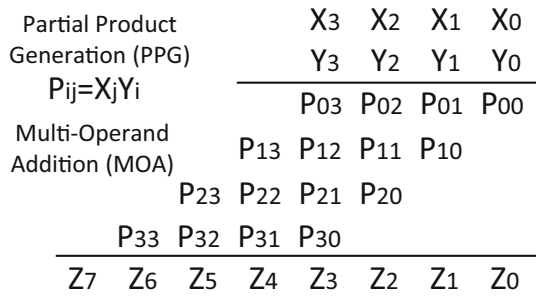 Partial Product
Generation (PPG)
Pij=XjYi
Multi-Operand
Addition (MOA)
X3 X2 X1 X0
Y3 Y2 Y1 Y0
P03 P02 P01 P00
P13 P12 P11 P10
P23 P22 P21 P20
P33 P32 P31 P30
Z7 Z6 Z5 Z4 Z3 Z2 Z1 Z0